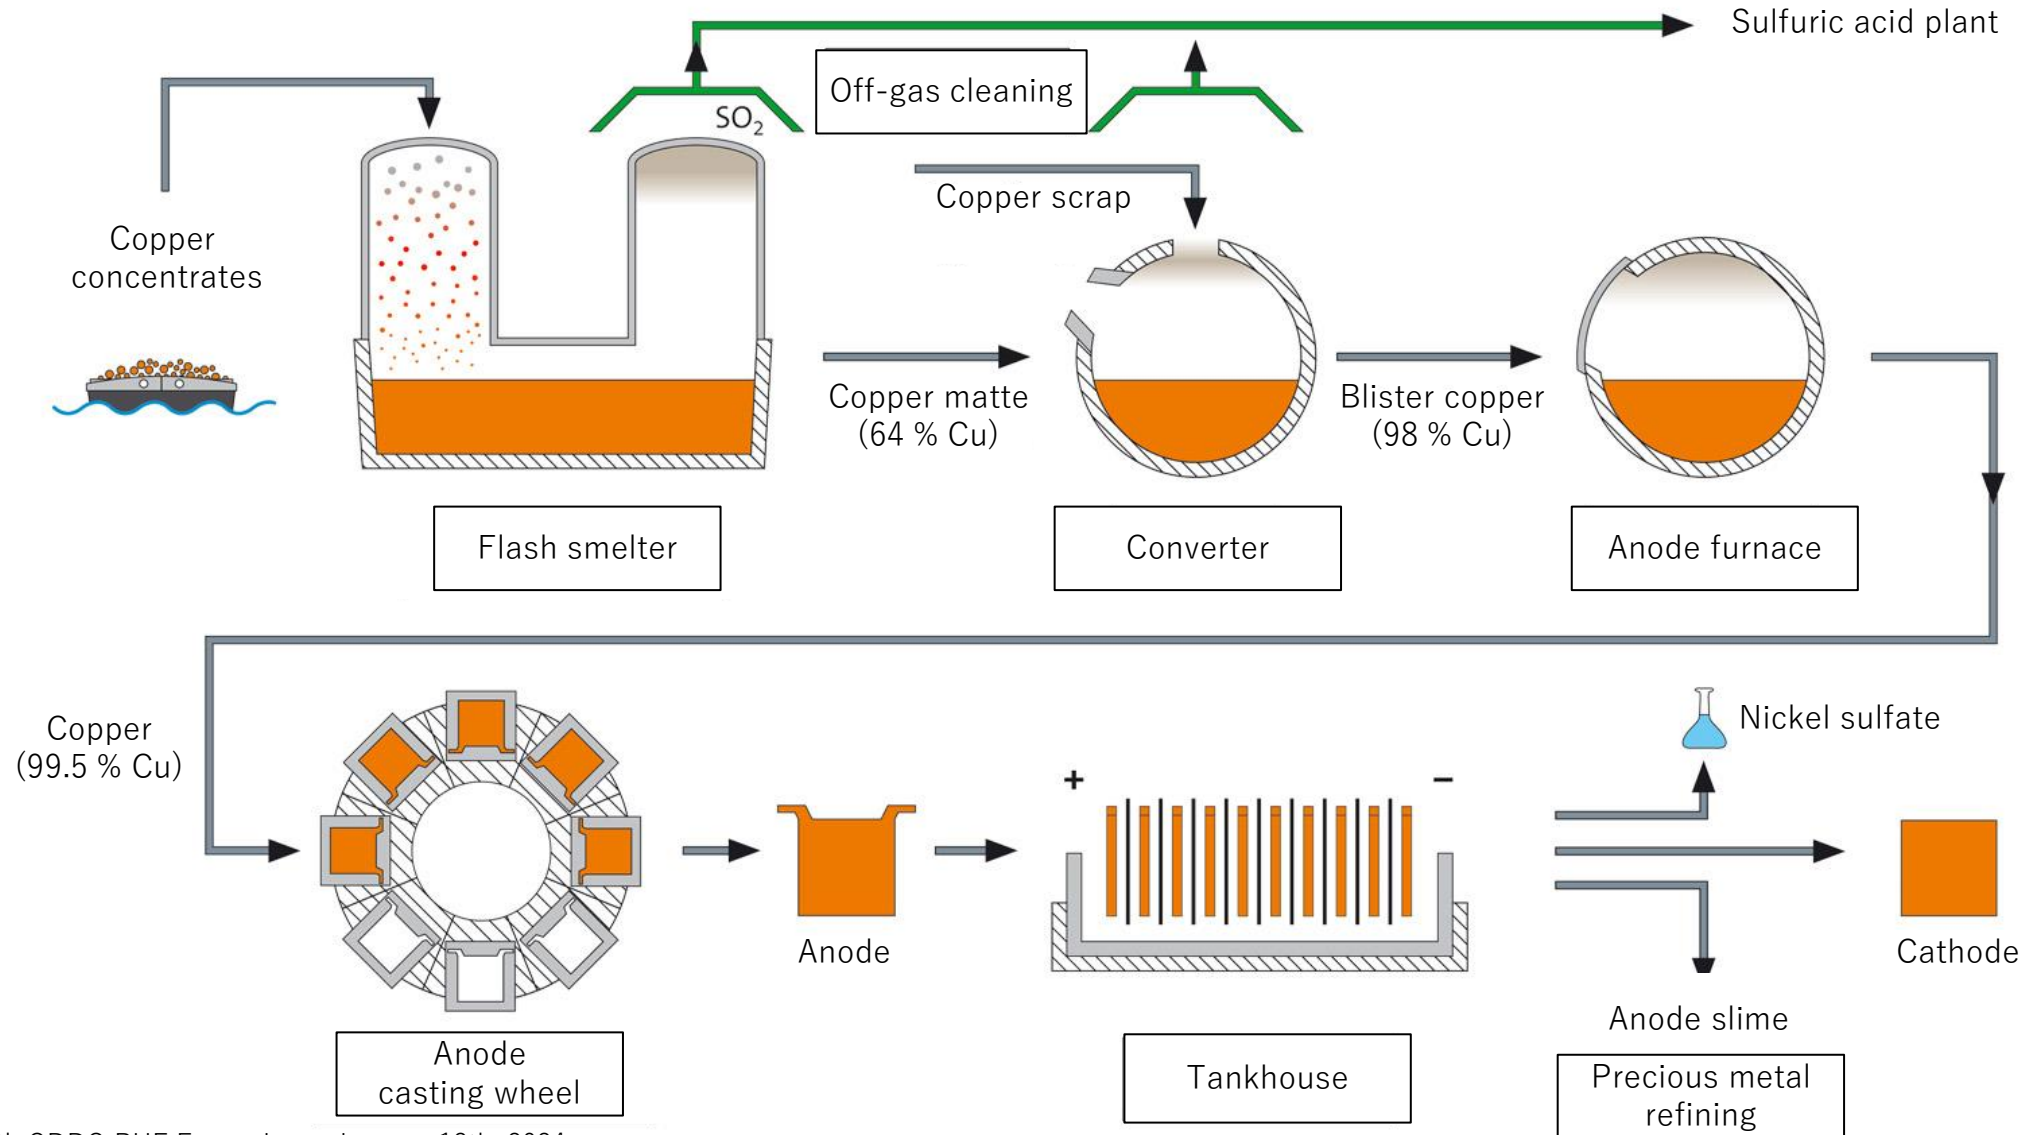 Sulfuric acid plant
Off-gas cleaning
SO₂
Copper scrap
Copper
concentrates
Copper matte
(64 % Cu)
Blister copper
(98 % Cu)
Flash smelter
Converter
Anode furnace
Copper
(99.5 % Cu)
Nickel sulfate
+
−
Anode
Cathode
Anode slime
Anode
casting wheel
Tankhouse
Precious metal
refining